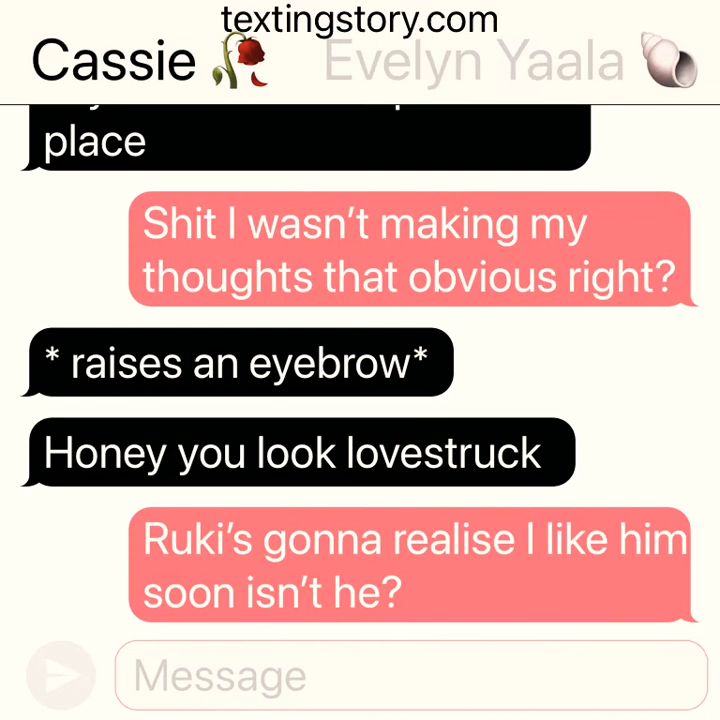 textingstory.com
Cassie🥀 Evelyn Yaala🐚
place
Shit I wasn’t making my
thoughts that obvious right?
* raises an eyebrow*
Honey you look lovestruck
Ruki’s gonna realise I like him
soon isn’t he?
Message